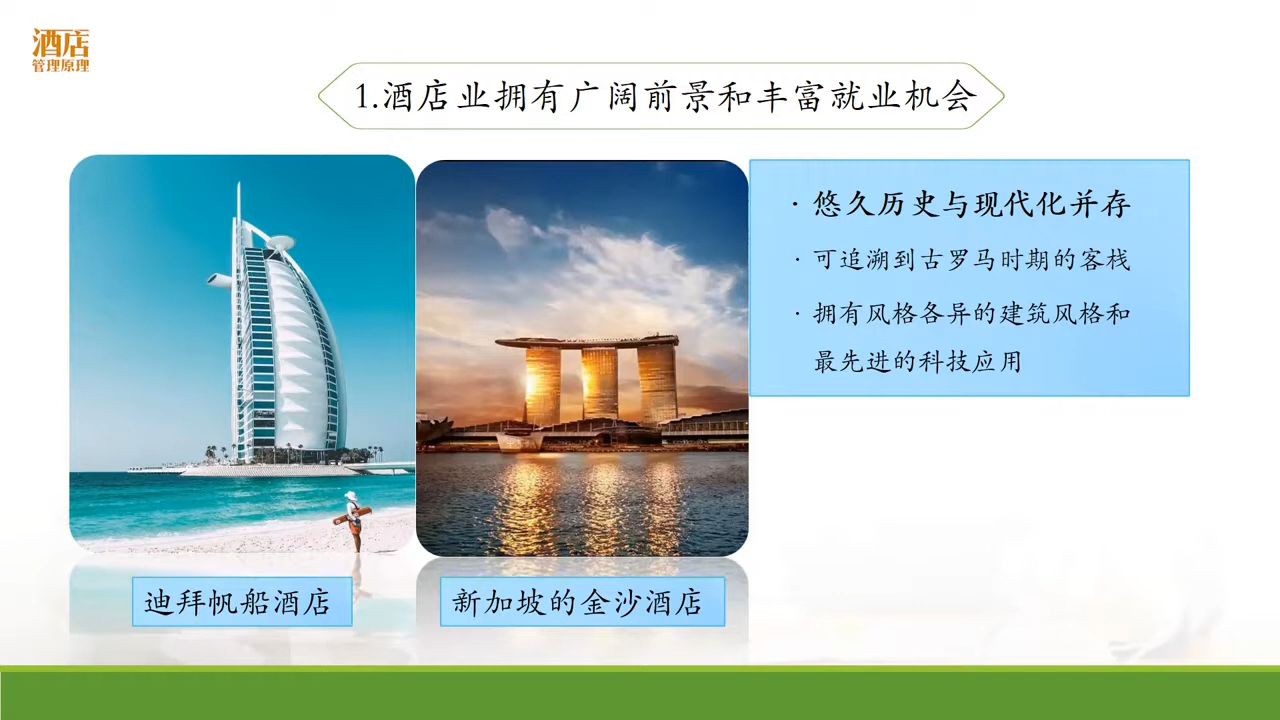 酒店
管理原理
1.酒店业拥有广阔前景和丰富就业机会
· 悠久历史与现代化并存
· 可追溯到古罗马时期的客栈
· 拥有风格各异的建筑风格和
最先进的科技应用
迪拜帆船酒店
新加坡的金沙酒店